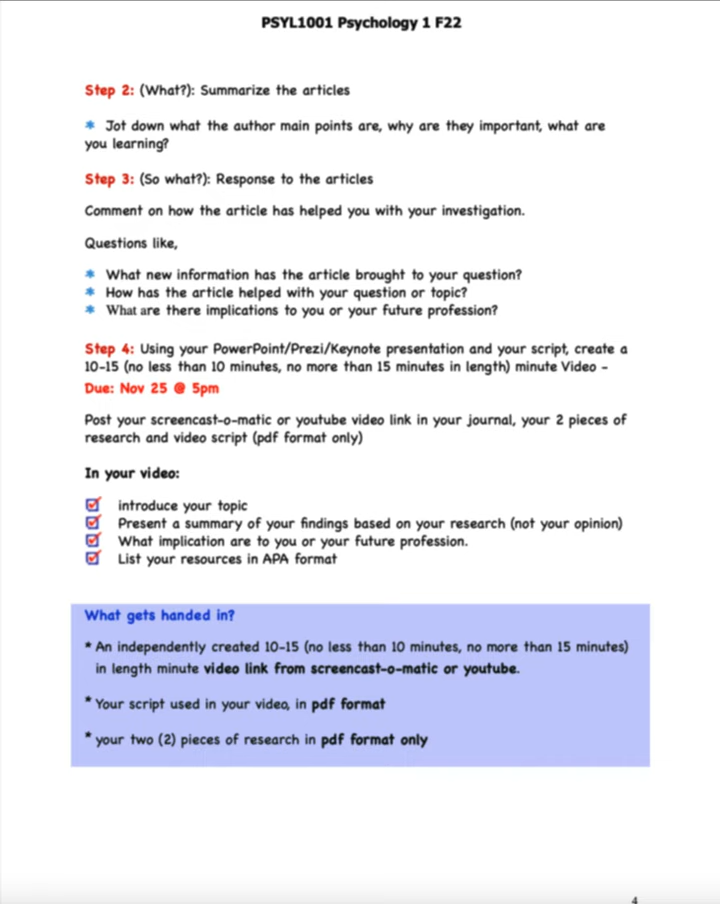 PSYL1001 Psychology 1 F22
Step 2: (What?): Summarize the articles
* Jot down what the author main points are, why are they important, what are
you learning?
Step 3: (So what?): Response to the articles
Comment on how the article has helped you with your investigation.
Questions like,
* What new information has the article brought to your question?
* How has the article helped with your question or topic?
* What are there implications to you or your future profession?
Step 4: Using your PowerPoint/Prezi/Keynote presentation and your script, create a
10-15 (no less than 10 minutes, no more than 15 minutes in length) minute Video -
Due: Nov 25 @ 5pm
Post your screencast-o-matic or youtube video link in your journal, your 2 pieces of
research and video script (pdf format only)
In your video:
introduce your topic
Present a summary of your findings based on your research (not your opinion)
What implication are to you or your future profession.
List your resources in APA format
What gets handed in?
* An independently created 10-15 (no less than 10 minutes, no more than 15 minutes)
in length minute video link from screencast-o-matic or youtube.
* Your script used in your video, in pdf format
* your two (2) pieces of research in pdf format only
4